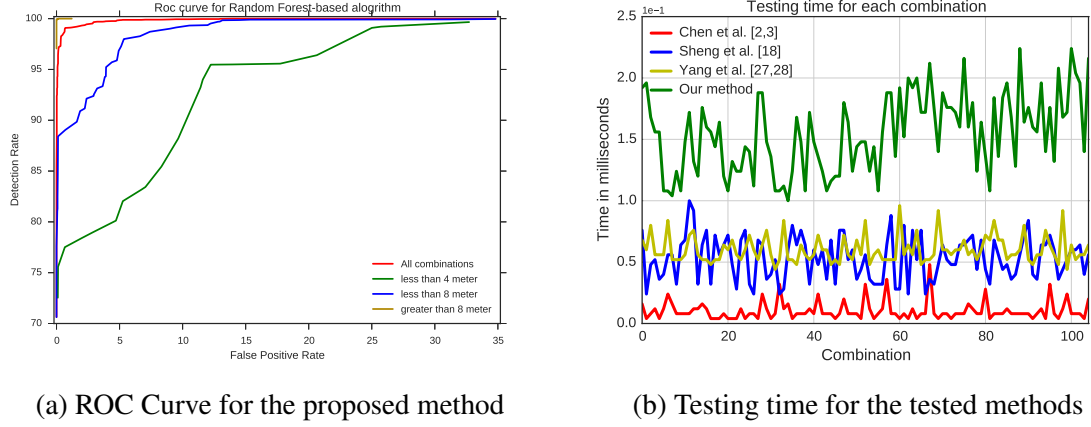 Roc curve for Random Forest-based alogrithm
100
95
90
85
80
75
70
Detection Rate
All combinations
less than 4 meter
less than 8 meter
greater than 8 meter
0 5 10 15 20 25 30 35
False Positive Rate
(a) ROC Curve for the proposed method
Testing time for each combination
1e−1
2.5
2.0
1.5
1.0
0.5
0.0
Time in milliseconds
Chen et al. [2,3]
Sheng et al. [18]
Yang et al. [27,28]
Our method
0 20 40 60 80 100
Combination
(b) Testing time for the tested methods